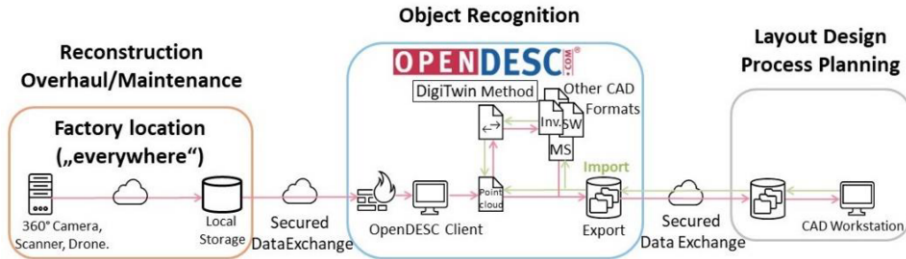 Object Recognition
Reconstruction
Overhaul/Maintenance
Layout Design
Process Planning
OPENDESC.COM®
DigiTwin Method
Other CAD
Formats
Inv.
SW
MS
Factory location
(„everywhere“)
Import
Point
cloud
360° Camera,
Scanner, Drone.
Local
Storage
Secured
DataExchange
OpenDESC Client
Export
Secured
Data Exchange
CAD Workstation